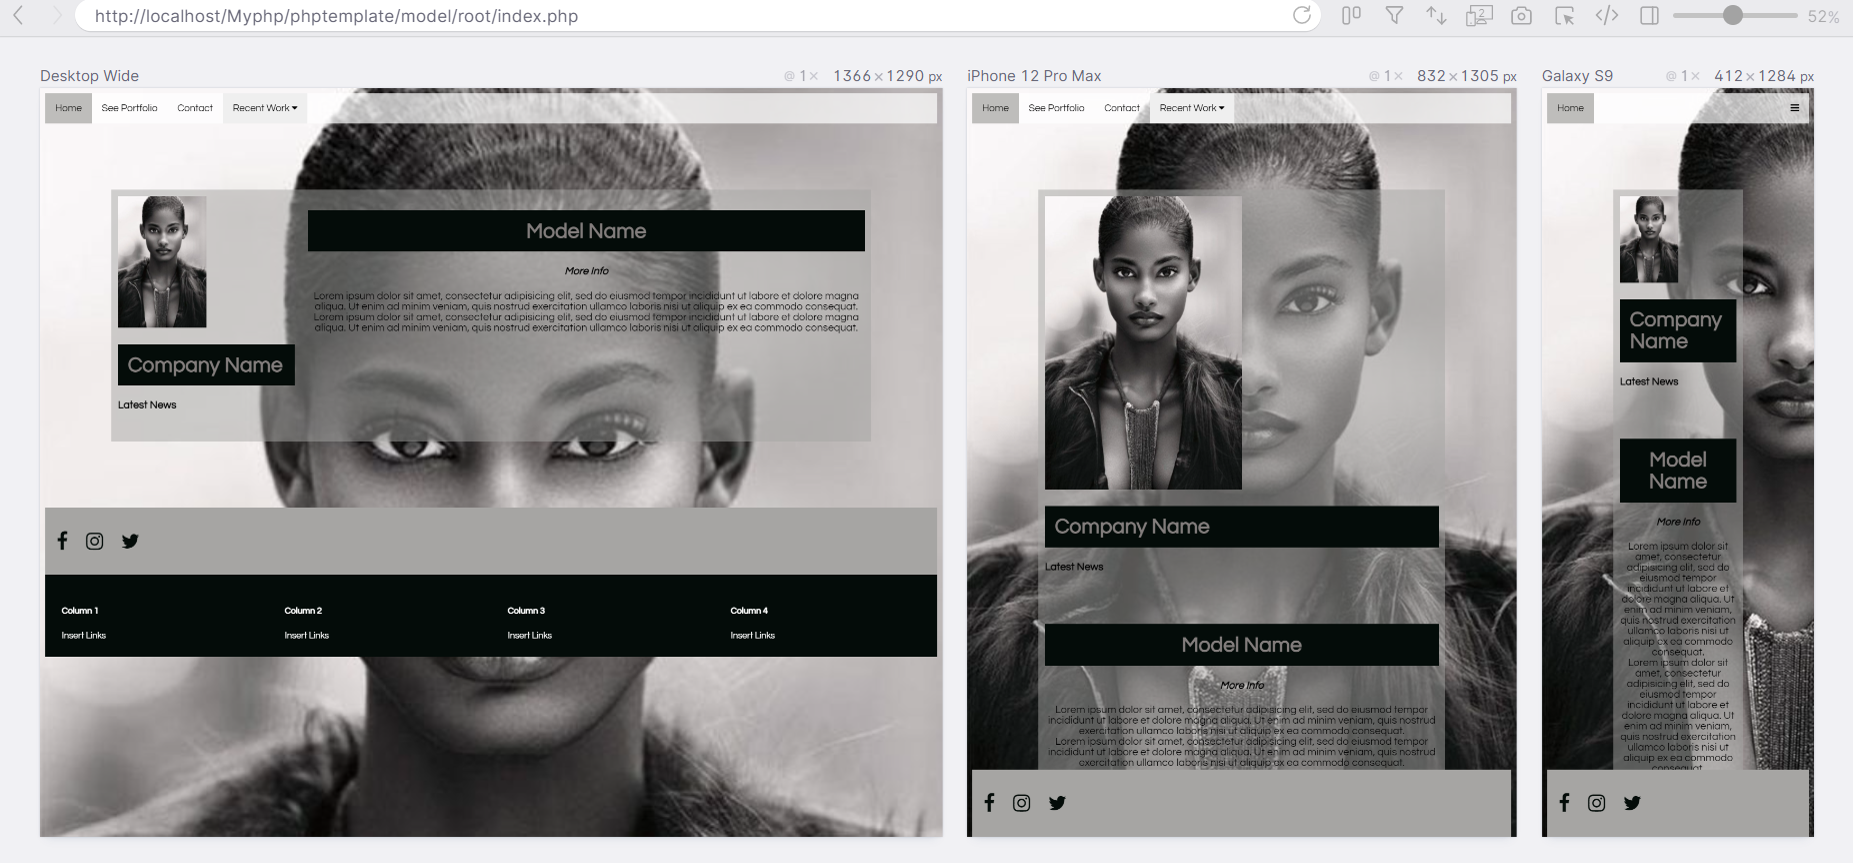 http://localhost/Myphp/phptemplate/model/root/index.php
2
52%
Desktop Wide @ 1× 1366×1290 px
Home See Portfolio Contact Recent Work
Model Name
More Info
Lorem ipsum dolor sit amet, consectetur adipisicing elit, sed do eiusmod tempor incididunt ut labore et dolore magna
aliqua. Ut enim ad minim veniam, quis nostrud exercitation ullamco laboris nisi ut aliquip ex ea commodo consequat.
Lorem ipsum dolor sit amet, consectetur adipisicing elit, sed do eiusmod tempor incididunt ut labore et dolore magna
aliqua. Ut enim ad minim veniam, quis nostrud exercitation ullamco laboris nisi ut aliquip ex ea commodo consequat.
Company Name
Latest News
Column 1 Column 2 Column 3 Column 4
Insert Links Insert Links Insert Links Insert Links
iPhone 12 Pro Max @ 1× 832×1305 px
Home See Portfolio Contact Recent Work
Company Name
Latest News
Model Name
More Info
Lorem ipsum dolor sit amet, consectetur adipisicing elit, sed do eiusmod tempor
incididunt ut labore et dolore magna aliqua. Ut enim ad minim veniam, quis nostrud
exercitation ullamco laboris nisi ut aliquip ex ea commodo consequat.
Lorem ipsum dolor sit amet, consectetur adipisicing elit, sed do eiusmod tempor
incididunt ut labore et dolore magna aliqua. Ut enim ad minim veniam, quis nostrud
exercitation ullamco laboris nisi ut aliquip ex ea commodo consequat.
Galaxy S9 @ 1× 412×1284 px
Home
Company
Name
Latest News
Model
Name
More Info
Lorem ipsum dolor sit
amet, consectetur
adipisicing elit, sed do
eiusmod tempor
incididunt ut labore et
dolore magna aliqua. Ut
enim ad minim veniam,
quis nostrud exercitation
ullamco laboris nisi ut
aliquip ex ea commodo
consequat.
Lorem ipsum dolor sit
amet, consectetur
adipisicing elit, sed do
eiusmod tempor
incididunt ut labore et
dolore magna aliqua. Ut
enim ad minim veniam,
quis nostrud exercitation
ullamco laboris nisi ut
aliquip ex ea commodo
consequat